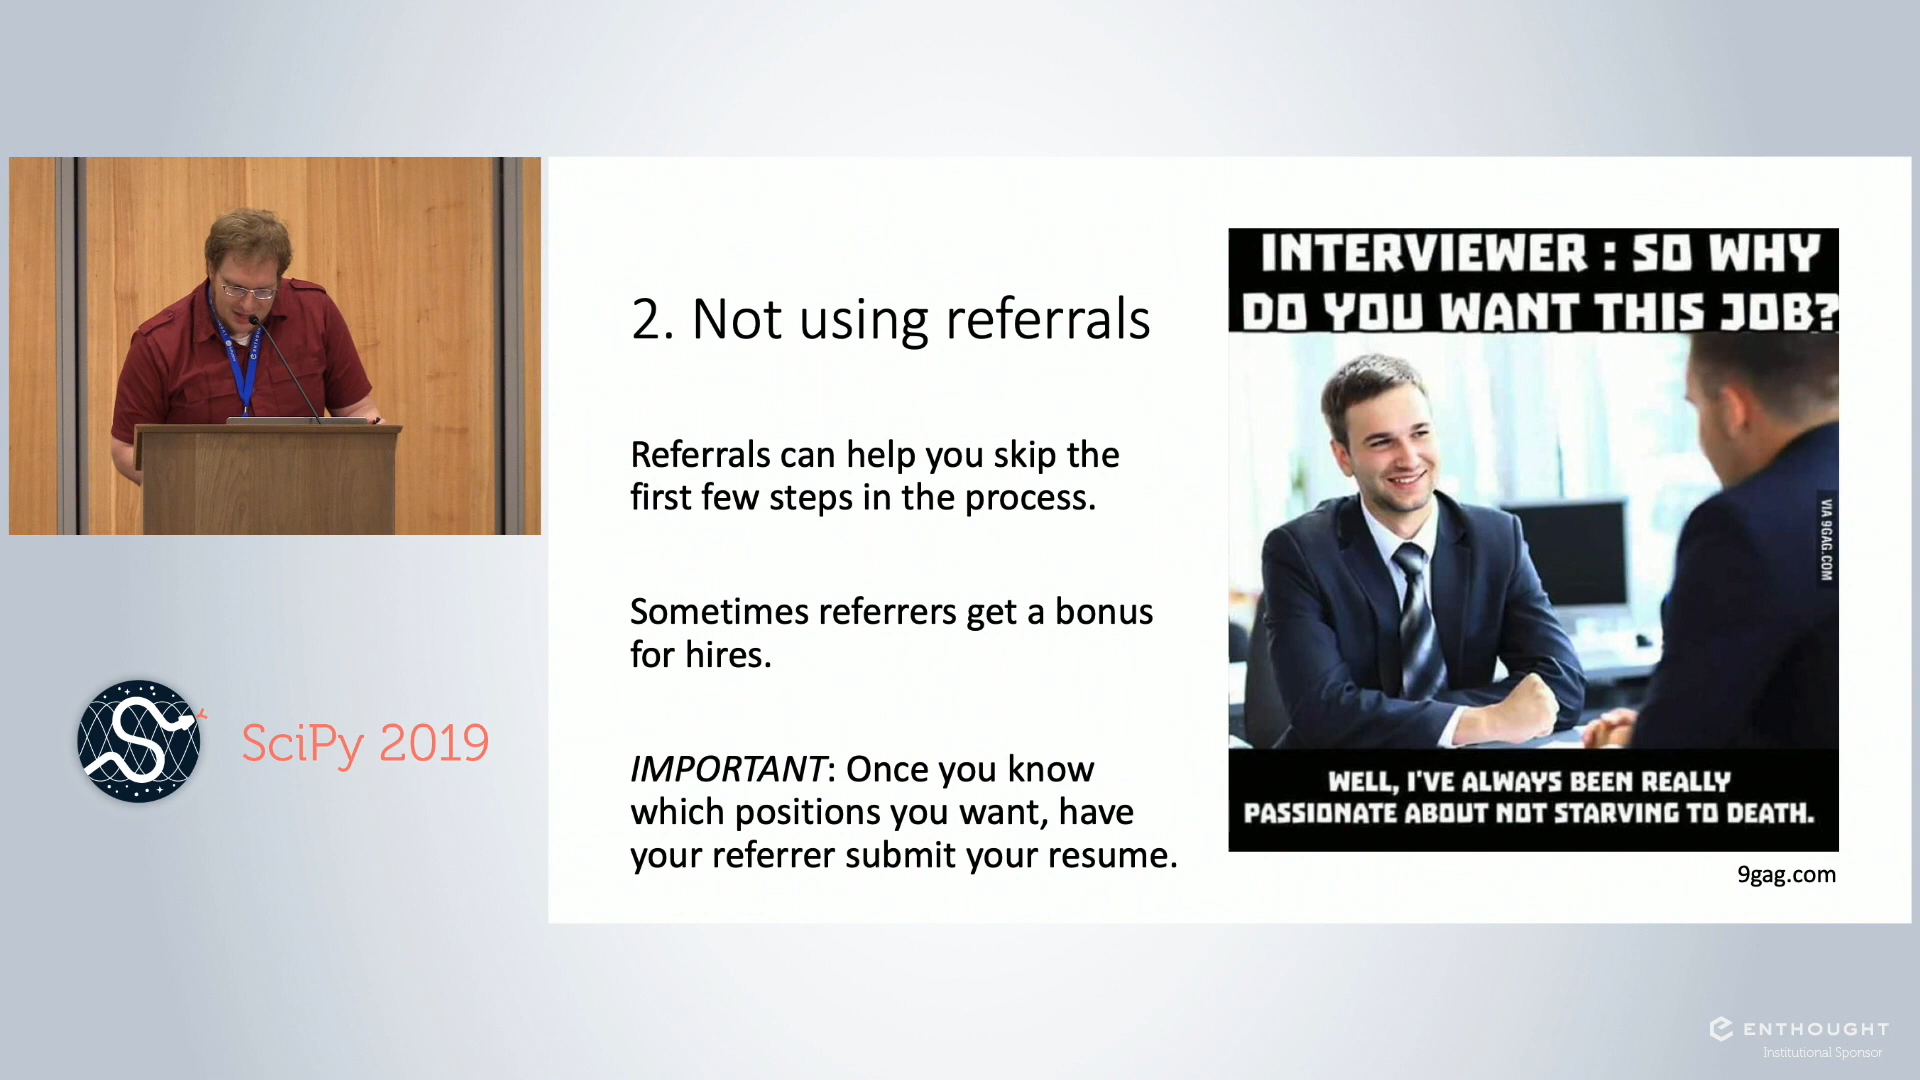 2. Not using referrals
Referrals can help you skip the
first few steps in the process.
Sometimes referrers get a bonus
for hires.
IMPORTANT: Once you know
which positions you want, have
your referrer submit your resume.
INTERVIEWER : SO WHY
DO YOU WANT THIS JOB?
VIA 9GAG.COM
WELL, I'VE ALWAYS BEEN REALLY
PASSIONATE ABOUT NOT STARVING TO DEATH.
9gag.com
SciPy 2019
ENTHOUGHT
Institutional Sponsor